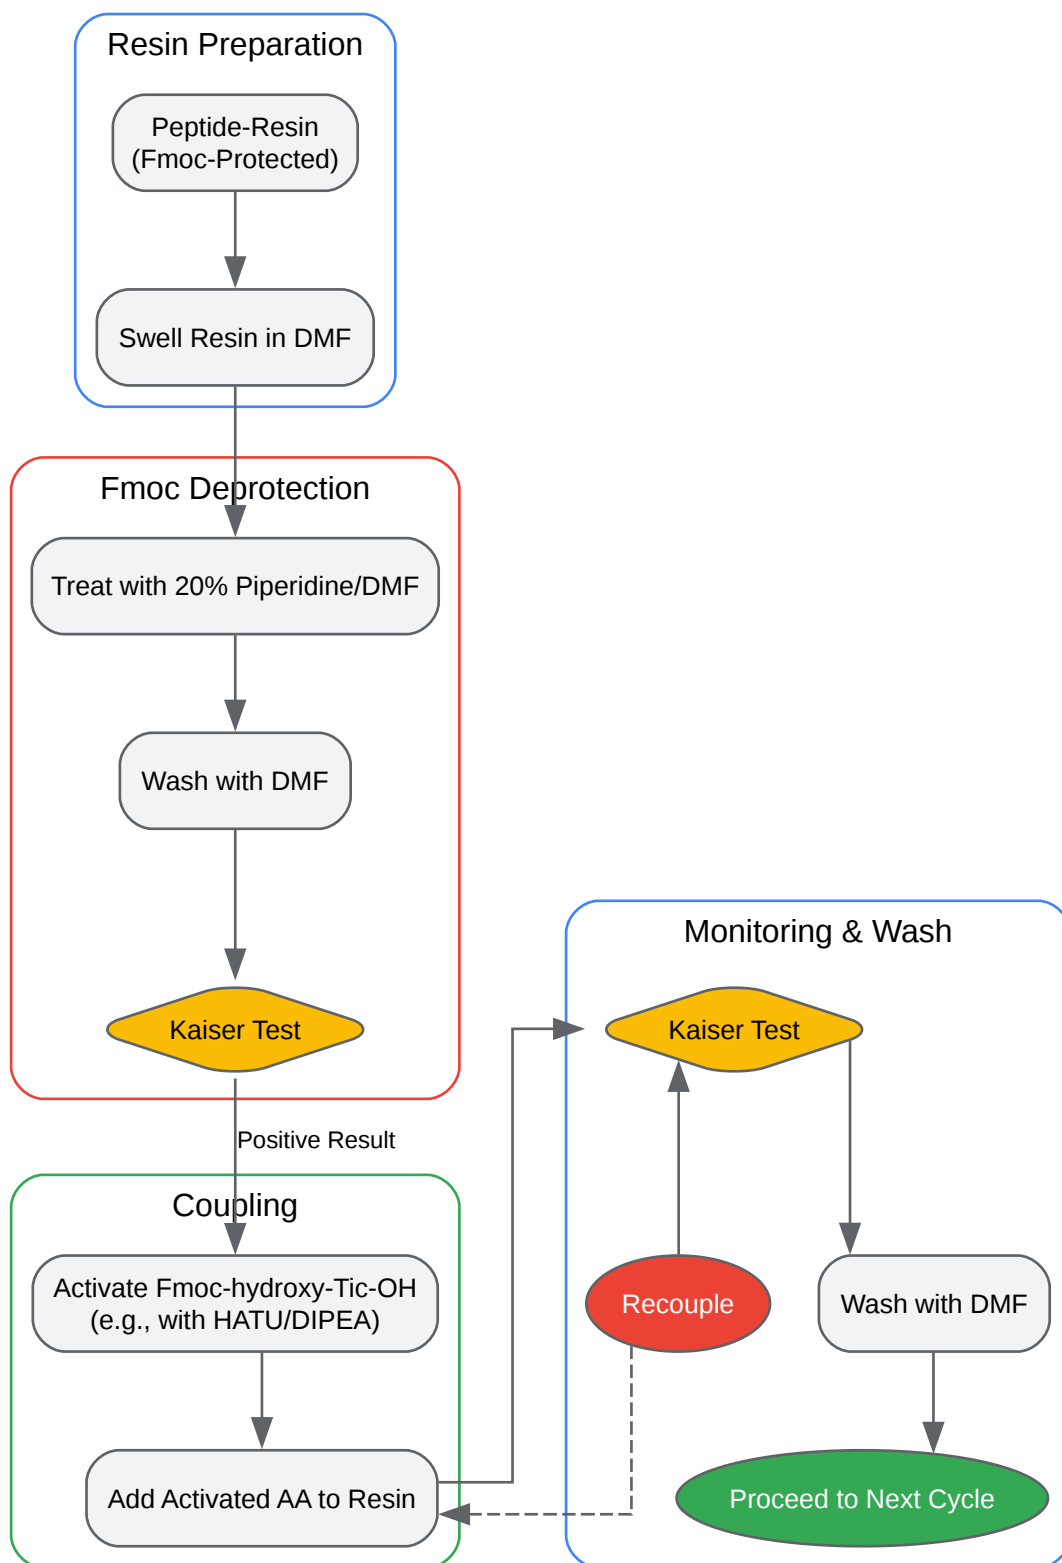 Resin Preparation
Peptide-Resin
(Fmoc-Protected)
Swell Resin in DMF
Fmoc Deprotection
Treat with 20% Piperidine/DMF
Wash with DMF
Kaiser Test
Positive Result
Coupling
Activate Fmoc-hydroxy-Tic-OH
(e.g., with HATU/DIPEA)
Add Activated AA to Resin
Monitoring & Wash
Kaiser Test
Recouple
Wash with DMF
Proceed to Next Cycle